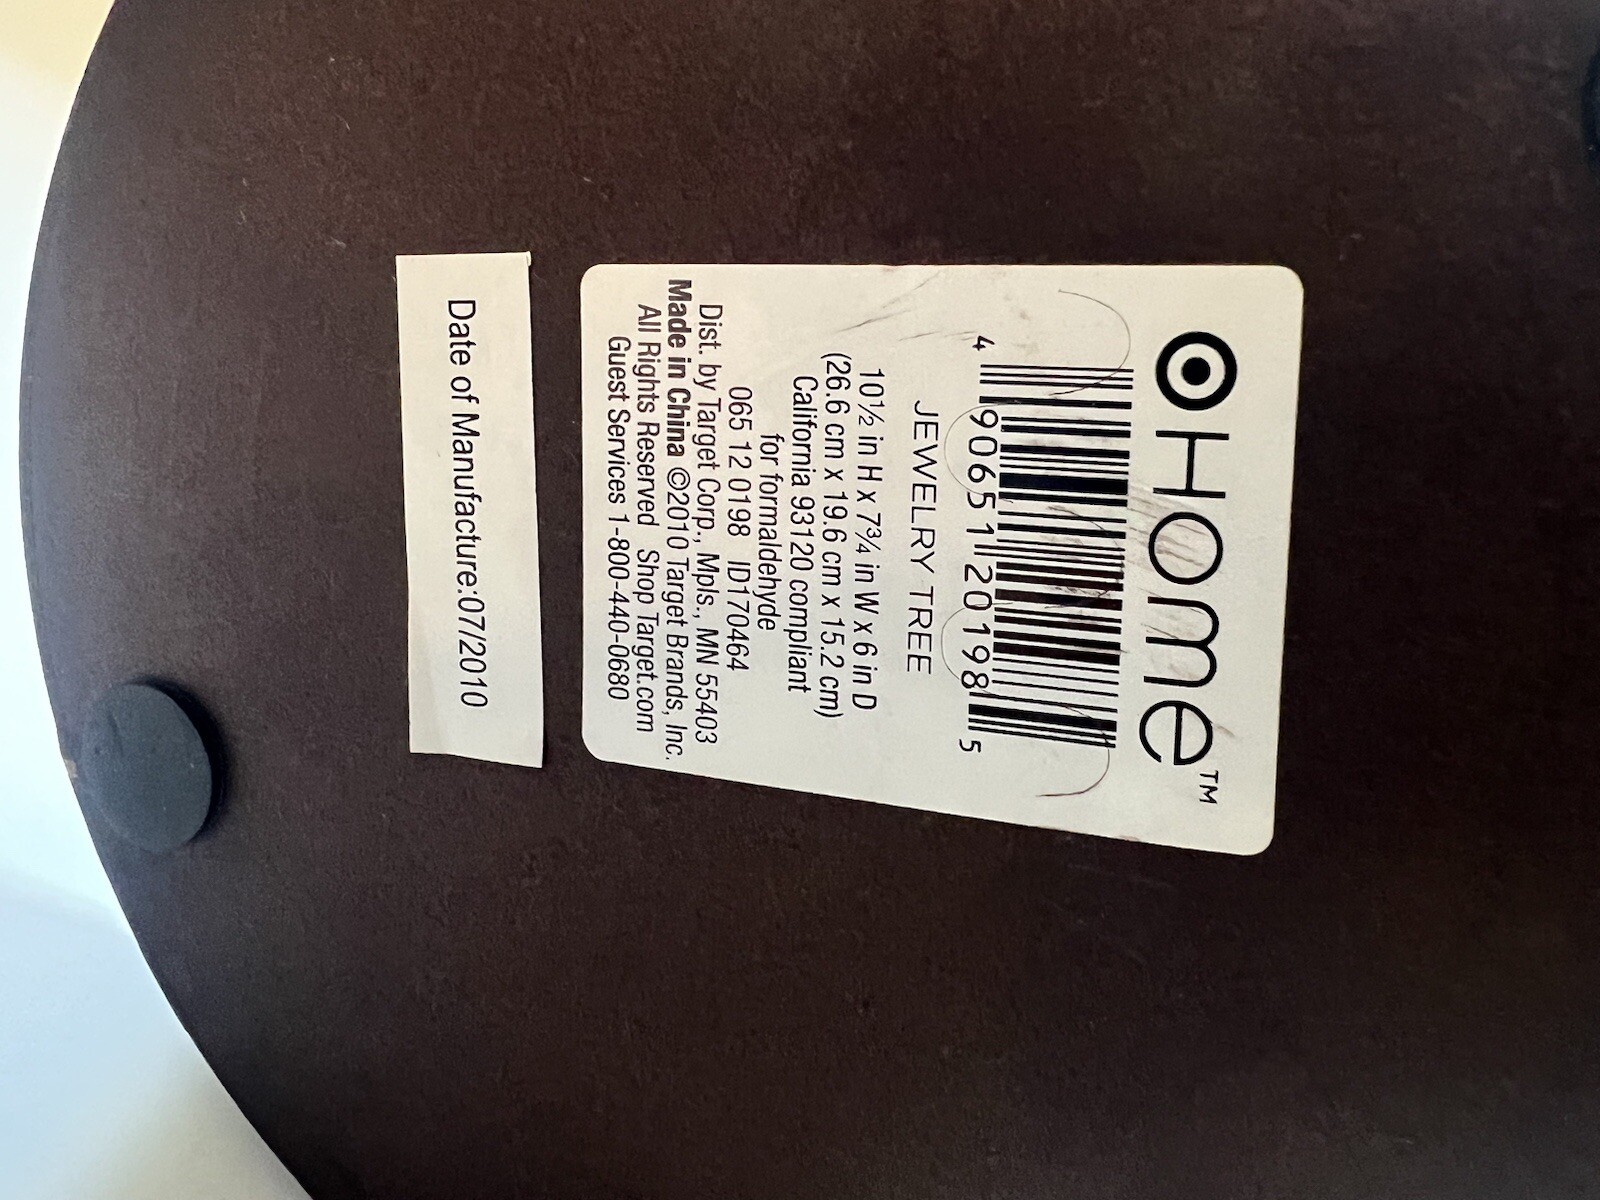 Home™
4 90651 20198 5
JEWELRY TREE
10½ in H x 7¾ in W x 6 in D
(26.6 cm x 19.6 cm x 15.2 cm)
California 93120 compliant
for formaldehyde
065 12 0198 ID170464
Dist. by Target Corp., Mpls., MN 55403
Made in China ©2010 Target Brands, Inc.
All Rights Reserved Shop Target.com
Guest Services 1-800-440-0680
Date of Manufacture:07/2010